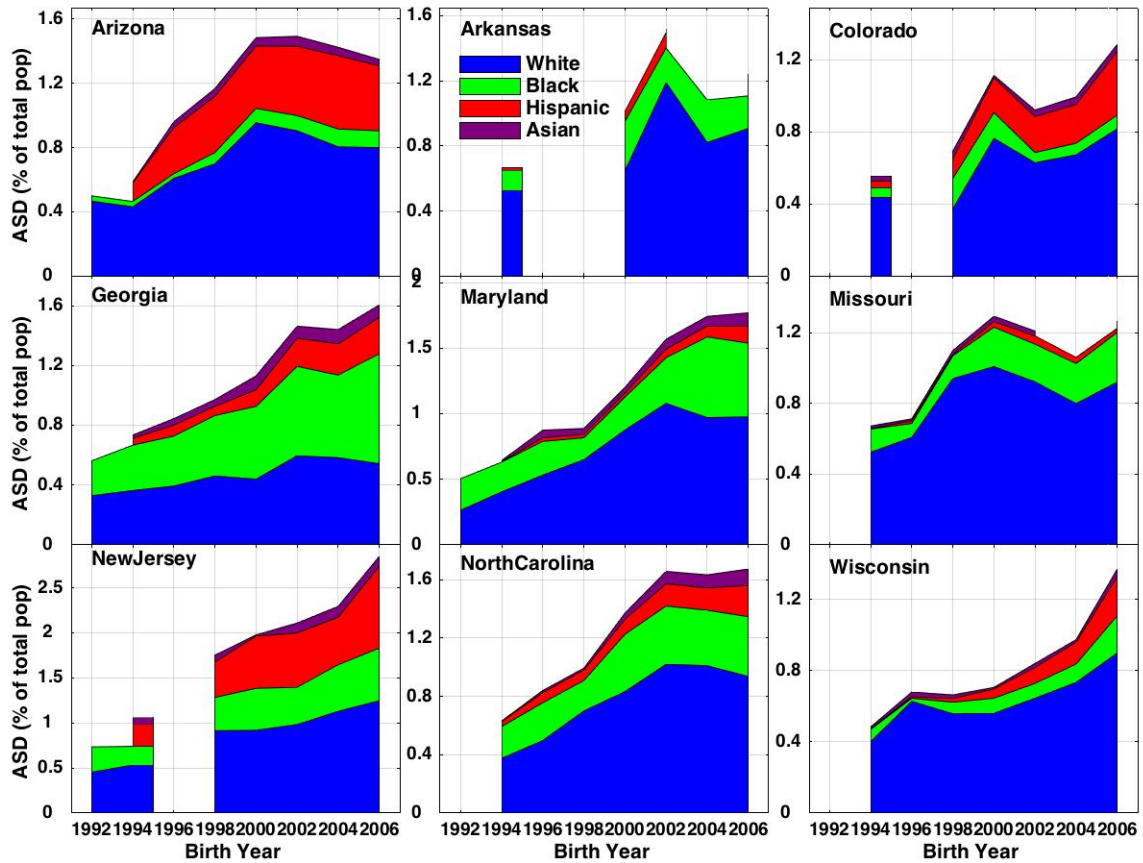 Arizona
Arkansas
Colorado
White
Black
Hispanic
Asian
ASD (% of total pop)
1.6
1.2
0.8
0.4
0
1.6
1.2
0.8
0.4
0
1.2
0.8
0.4
0
Georgia
Maryland
Missouri
ASD (% of total pop)
1.6
1.2
0.8
0.4
0
2
1.5
1
0.5
0
1.2
0.8
0.4
0
NewJersey
NorthCarolina
Wisconsin
ASD (% of total pop)
2.5
2
1.5
1
0.5
0
1.6
1.2
0.8
0.4
0
1.2
0.8
0.4
0
1992 1994 1996 1998 2000 2002 2004 2006
1992 1994 1996 1998 2000 2002 2004 2006
1992 1994 1996 1998 2000 2002 2004 2006
Birth Year
Birth Year
Birth Year